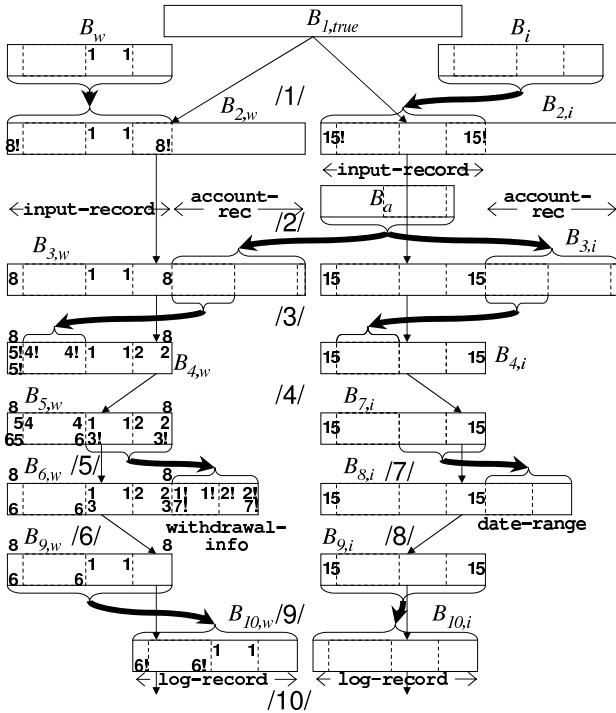 B1,true
Bw
Bi
1 1
/1/
B2,w
B2,i
8! 1 1 8!
15! 15!
input-record
input-record account-rec
Ba
account-rec
/2/
B3,w
B3,i
8 1 1 8
15 15
/3/
8 8
5! 4! 4! 1 1 2 2
5!
15 15
B4,w
B4,i
/4/
B5,w
B7,i
8 8
5 4 4 1 1 2 2
65 6 3! 3!
15 15
B6,w /5/
B8,i /7/
8 1 1 2 2 1! 1! 2! 2!
6 6 3 3 7! 7!
15 15
withdrawal-info
date-range
B9,w /6/
B9,i /8/
8 8
1 1
6 6
15 15
B10,w /9/
B10,i
1 1
6! 6!
log-record
log-record
/10/